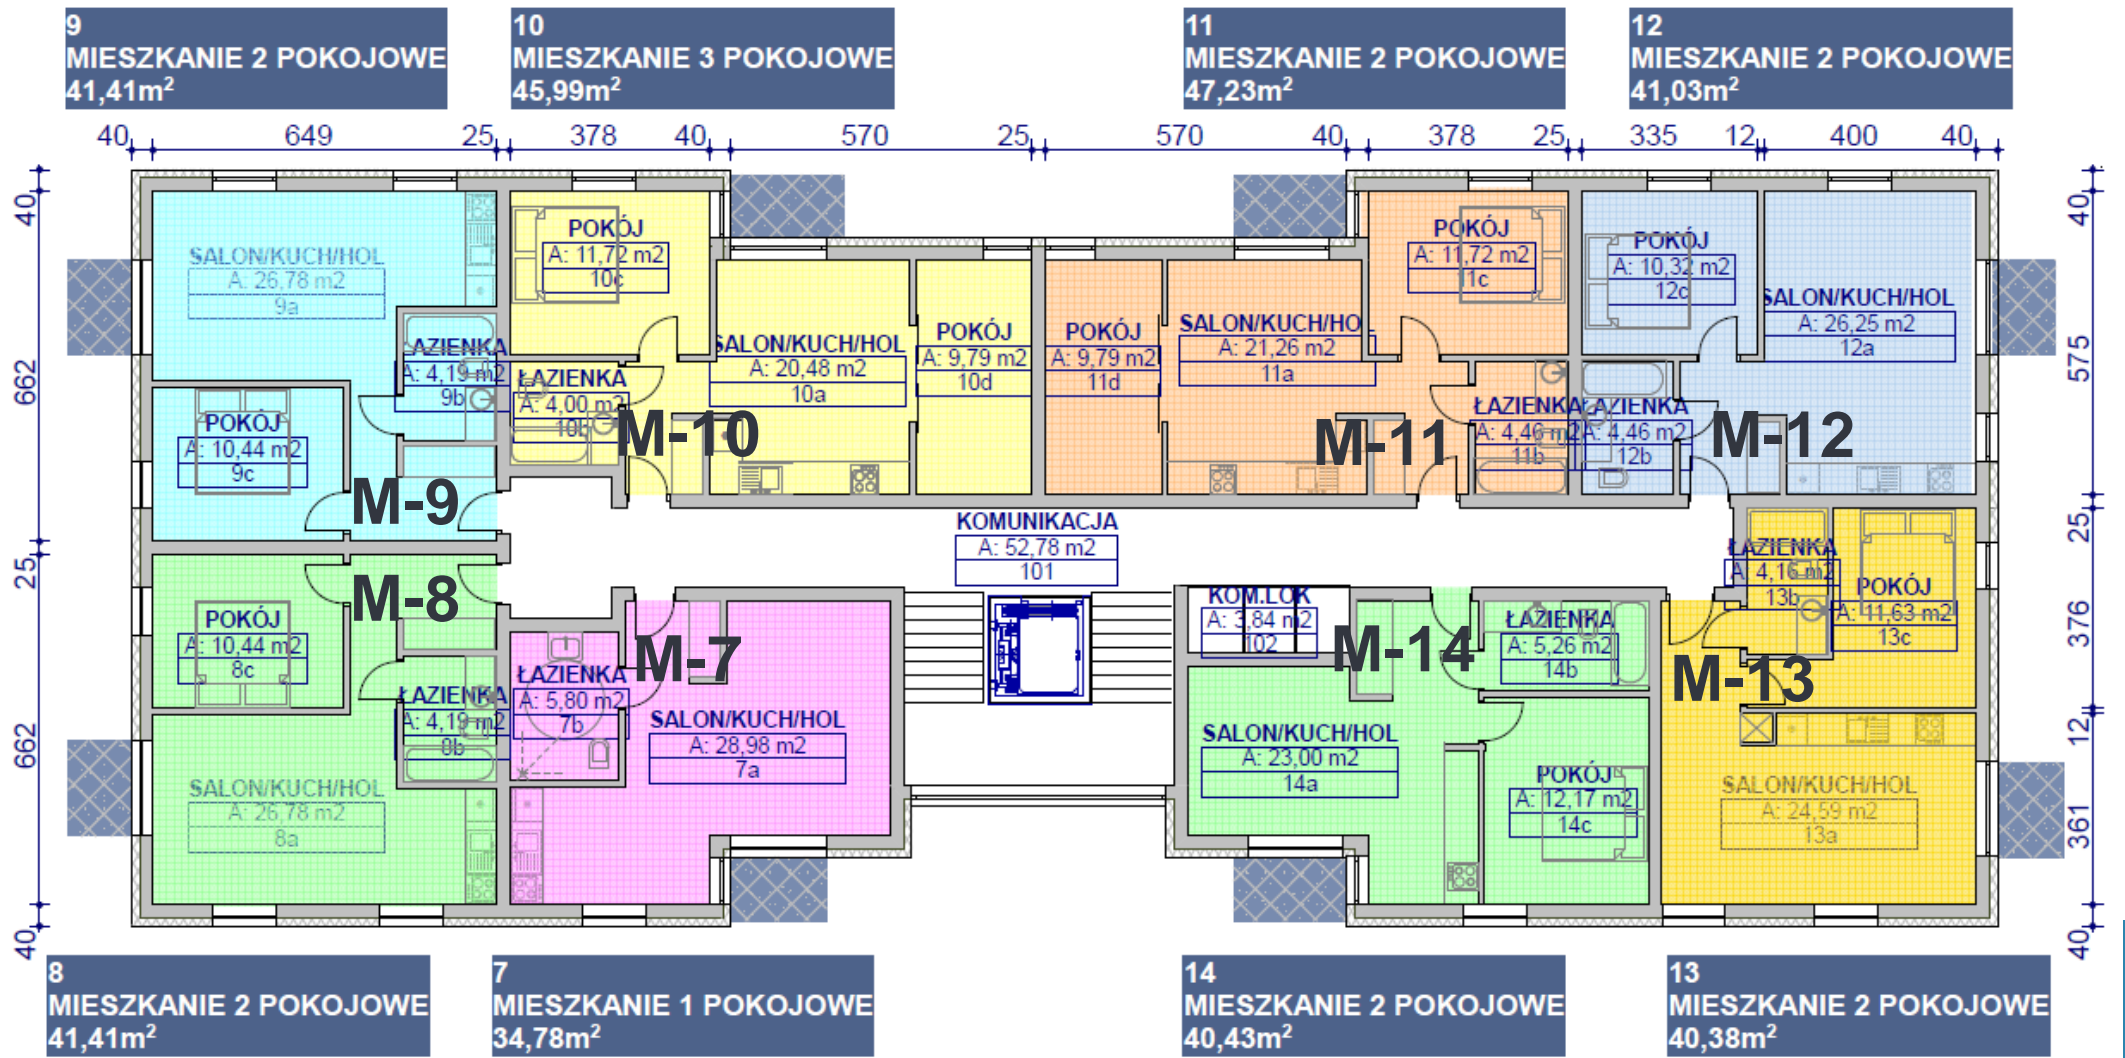 9
MIESZKANIE 2 POKOJOWE
41,41m²
10
MIESZKANIE 3 POKOJOWE
45,99m²
11
MIESZKANIE 2 POKOJOWE
47,23m²
12
MIESZKANIE 2 POKOJOWE
41,03m²
40 649 25 378 40 570 25 570 40 378 25 335 12 400 40
40
662
25
662
40
40
575
25
376
12
361
40
SALON/KUCH/HOL
A: 26,78 m2
9a
ŁAZIENKA
A: 4,19 m2
9b
POKÓJ
A: 10,44 m2
9c
M-9
POKÓJ
A: 11,72 m2
10c
ŁAZIENKA
A: 4,00 m2
10b
SALON/KUCH/HOL
A: 20,48 m2
10a
POKÓJ
A: 9,79 m2
10d
M-10
POKÓJ
A: 9,79 m2
11d
SALON/KUCH/HO
A: 21,26 m2
11a
POKÓJ
A: 11,72 m2
11c
ŁAZIENKA
A: 4,46 m2
11b
M-11
POKÓJ
A: 10,32 m2
12c
SALON/KUCH/HOL
A: 26,25 m2
12a
ŁAZIENKA
A: 4,46 m2
12b
M-12
KOMUNIKACJA
A: 52,78 m2
101
M-8
POKÓJ
A: 10,44 m2
8c
ŁAZIENKA
A: 4,19 m2
8b
SALON/KUCH/HOL
A: 26,78 m2
8a
M-7
ŁAZIENKA
A: 5,80 m2
7b
SALON/KUCH/HOL
A: 28,98 m2
7a
KOM.LOK
A: 3,84 m2
102
M-14
ŁAZIENKA
A: 5,26 m2
14b
SALON/KUCH/HOL
A: 23,00 m2
14a
POKÓJ
A: 12,17 m2
14c
ŁAZIENKA
A: 4,16 m2
13b
POKÓJ
A: 11,63 m2
13c
M-13
SALON/KUCH/HOL
A: 24,59 m2
13a
8
MIESZKANIE 2 POKOJOWE
41,41m²
7
MIESZKANIE 1 POKOJOWE
34,78m²
14
MIESZKANIE 2 POKOJOWE
40,43m²
13
MIESZKANIE 2 POKOJOWE
40,38m²